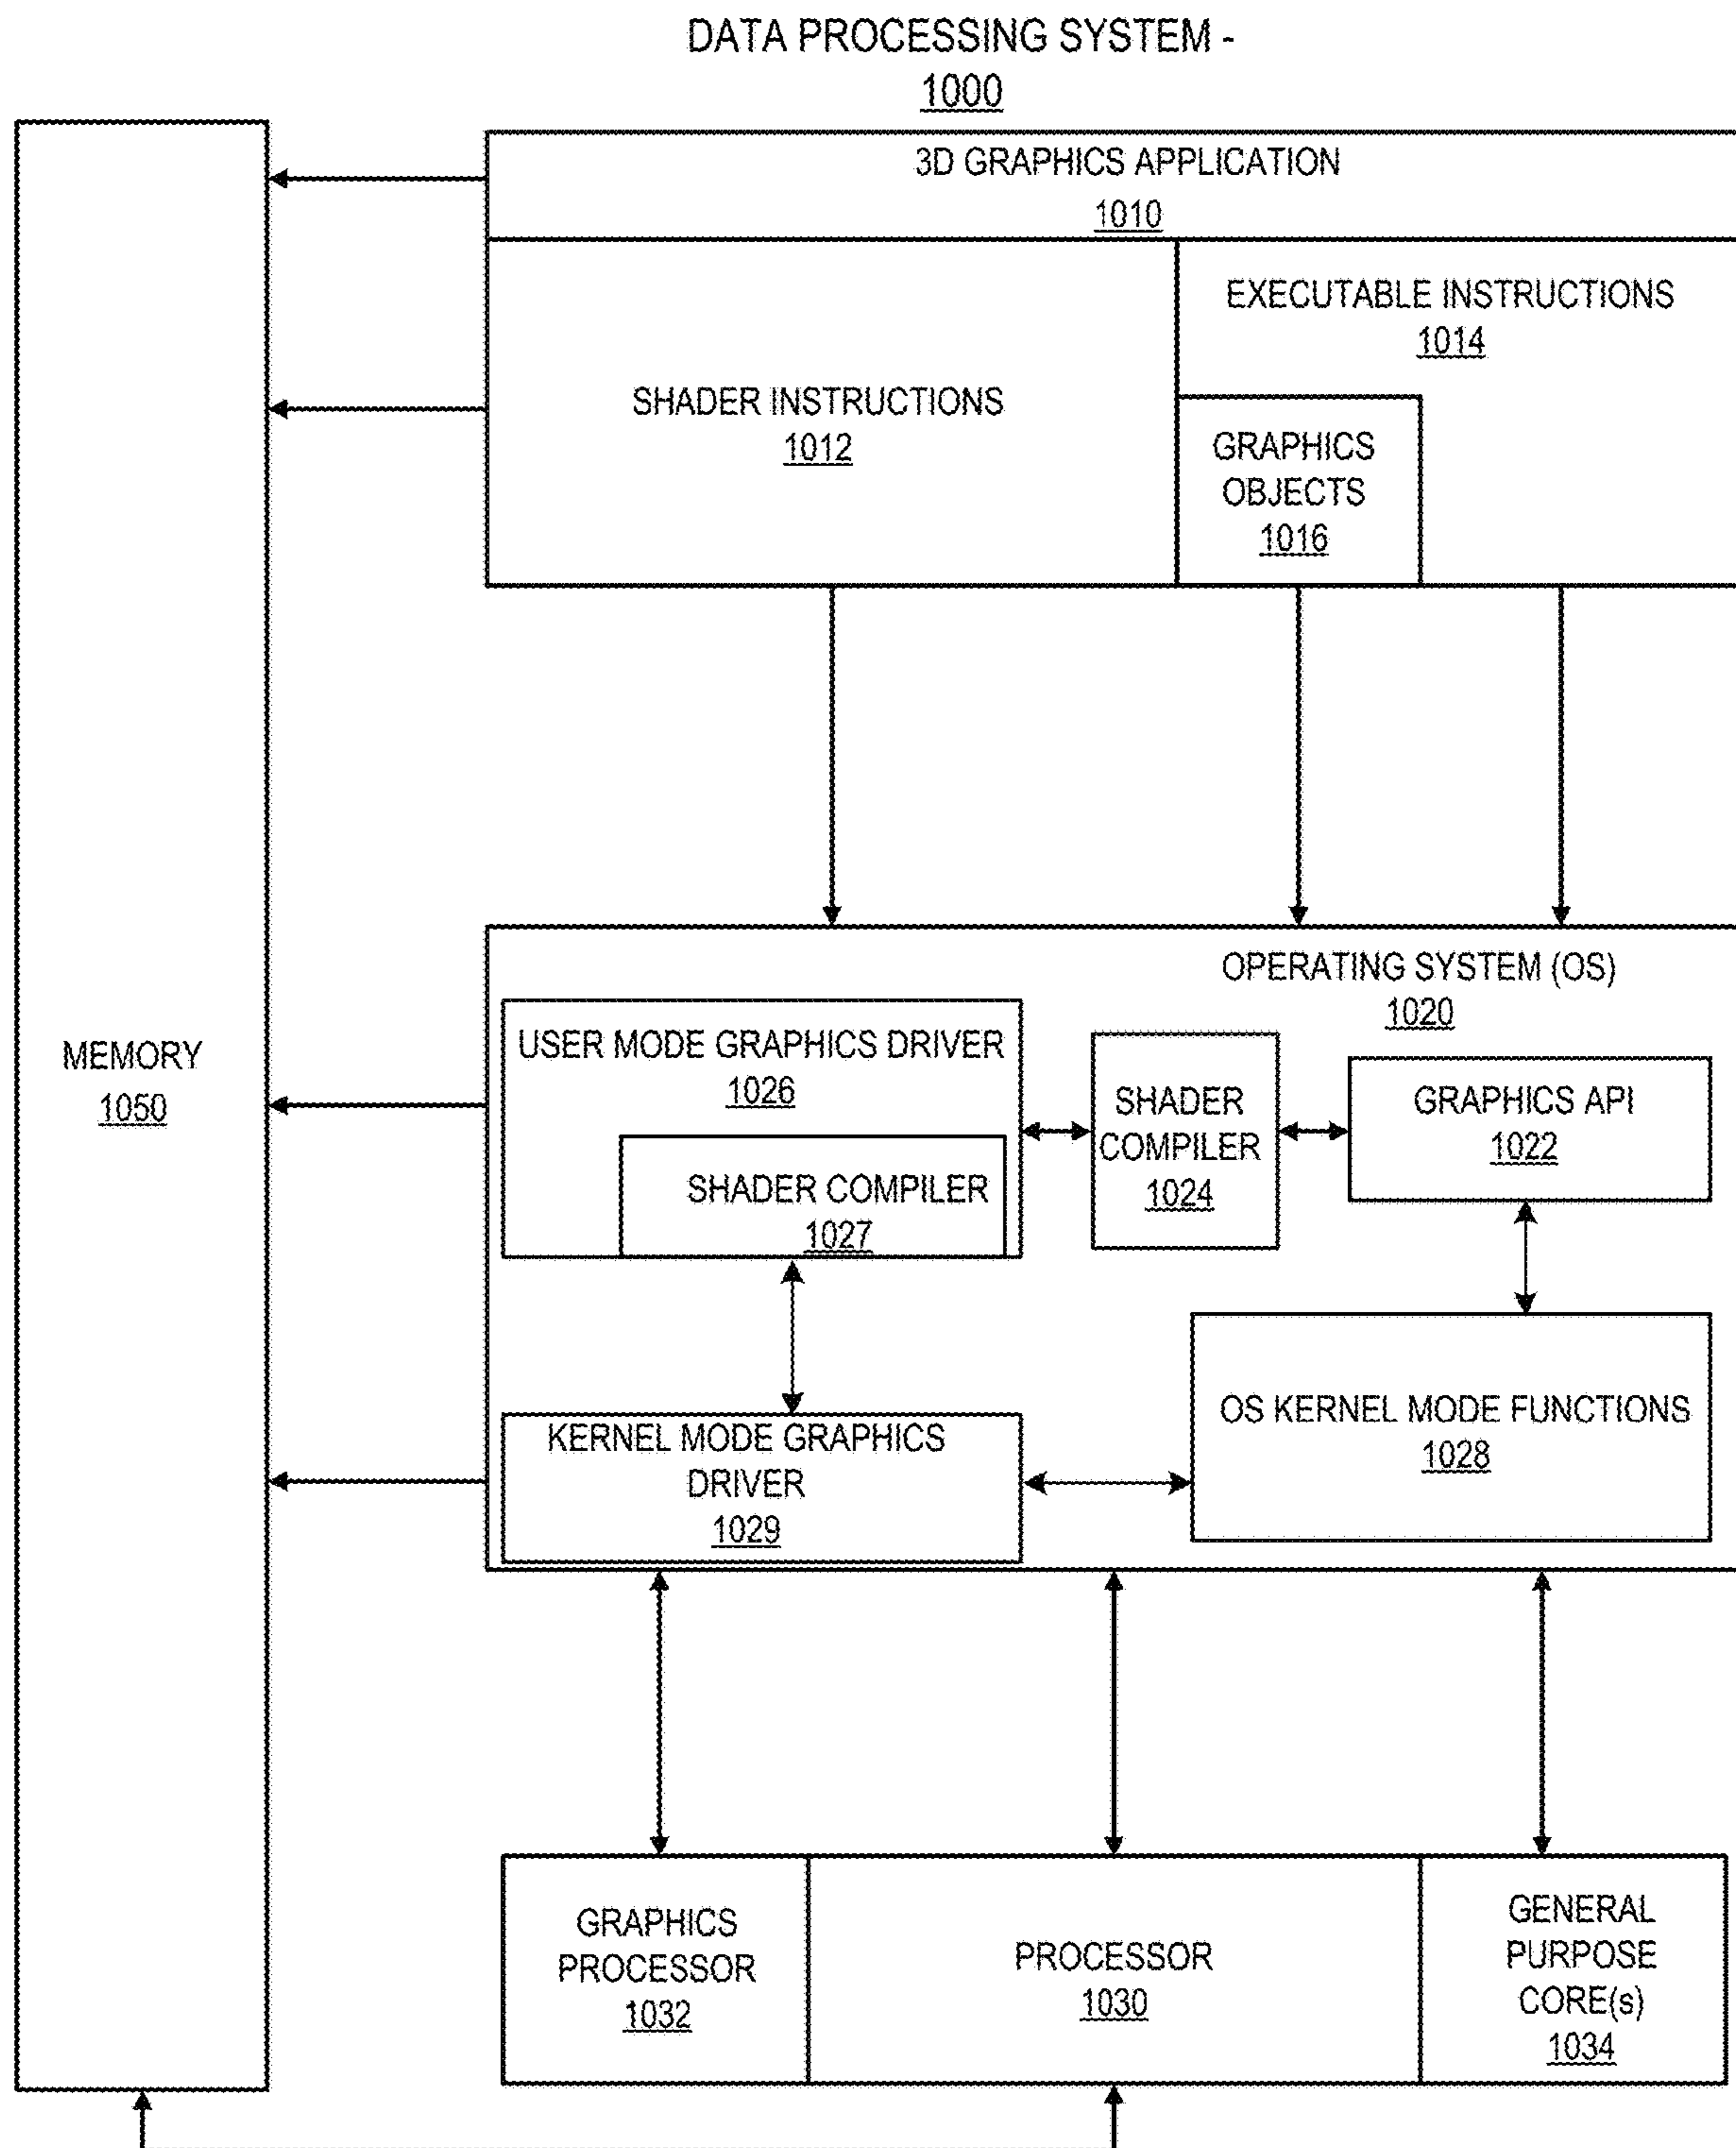 DATA PROCESSING SYSTEM -
1000
3D GRAPHICS APPLICATION
1010
EXECUTABLE INSTRUCTIONS
1014
SHADER INSTRUCTIONS
1012
GRAPHICS
OBJECTS
1016
OPERATING SYSTEM (OS)
1020
MEMORY
1050
USER MODE GRAPHICS DRIVER
1026
SHADER COMPILER
1027
SHADER
COMPILER
1024
GRAPHICS API
1022
KERNEL MODE GRAPHICS
DRIVER
1029
OS KERNEL MODE FUNCTIONS
1028
GRAPHICS
PROCESSOR
1032
PROCESSOR
1030
GENERAL
PURPOSE
CORE(s)
1034